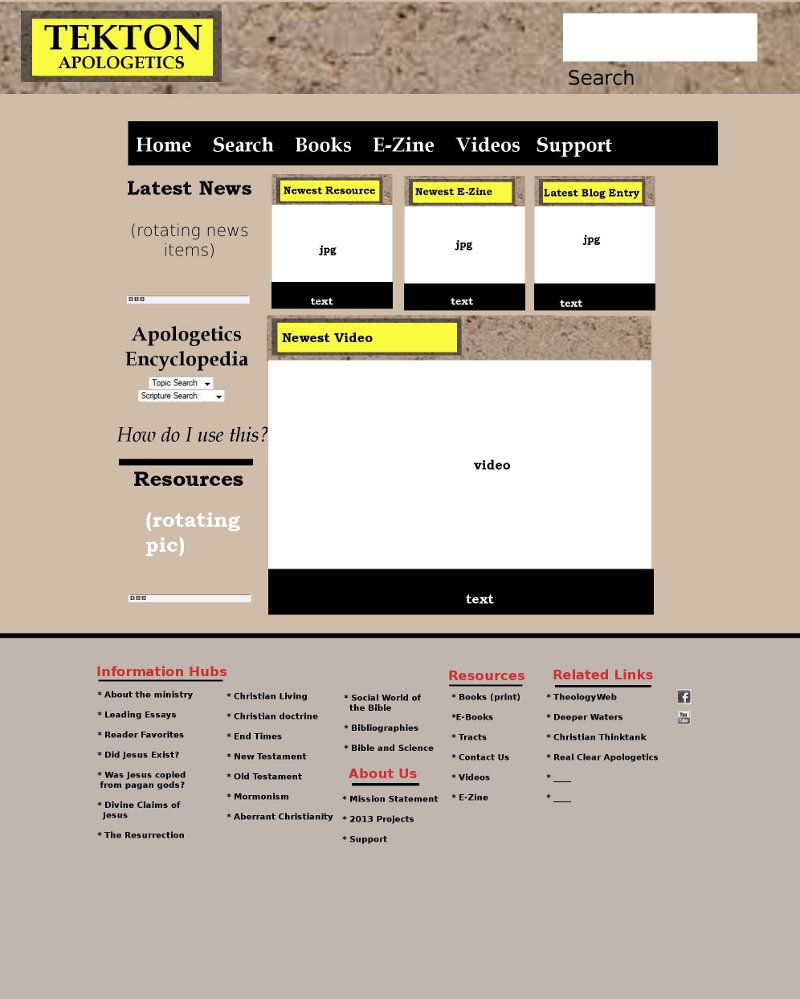 TEKTON
APOLOGETICS
Search
Home Search Books E-Zine Videos Support
Latest News
(rotating news
items)
Newest Resource
jpg
text
Newest E-Zine
jpg
text
Latest Blog Entry
jpg
text
Apologetics
Encyclopedia
Topic Search
Scripture Search
How do I use this?
Resources
(rotating
pic)
Newest Video
video
text
Information Hubs
* About the ministry
* Leading Essays
* Reader Favorites
* Did Jesus Exist?
* Was Jesus copied
from pagan gods?
* Divine Claims of
Jesus
* The Resurrection
* Christian Living
* Christian doctrine
* End Times
* New Testament
* Old Testament
* Mormonism
* Aberrant Christianity
* Social World of
the Bible
* Bibliographies
* Bible and Science
About Us
* Mission Statement
* 2013 Projects
* Support
Resources
* Books (print)
*E-Books
* Tracts
* Contact Us
* Videos
* E-Zine
Related Links
* TheologyWeb
* Deeper Waters
* Christian Thinktank
* Real Clear Apologetics
* ____
* ____
f
You
Tube